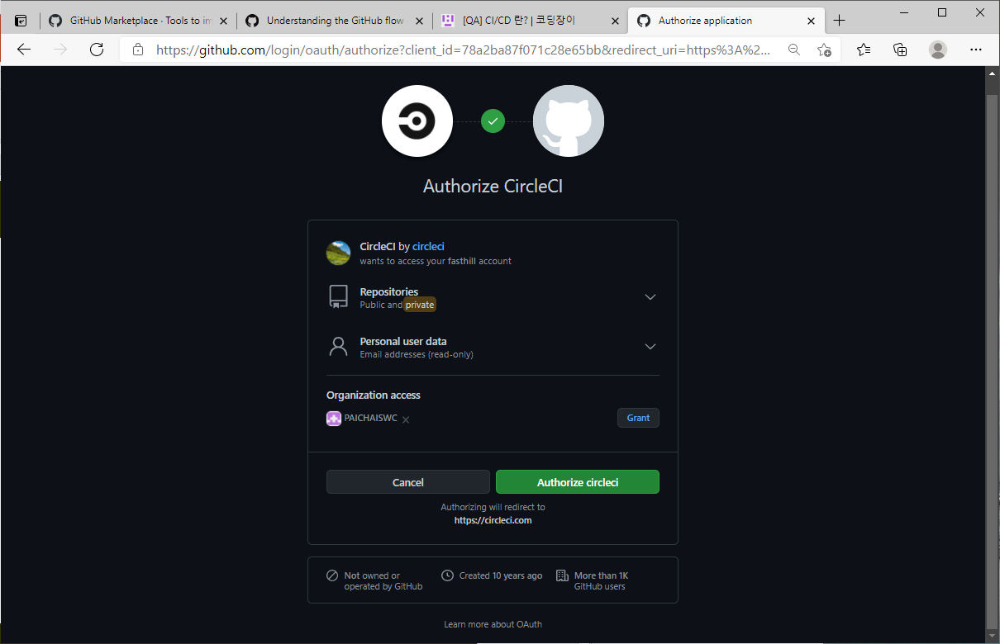 GitHub Marketplace · Tools to im
Understanding the GitHub flow
[QA] CI/CD 란? | 코딩장이
Authorize application
https://github.com/login/oauth/authorize?client_id=78a2ba87f071c28e65bb&redirect_uri=https%3A%2...
Authorize CircleCI
CircleCI by circleci
wants to access your fasthill account
Repositories
Public and private
Personal user data
Email addresses (read-only)
Organization access
PAICHAISWC
Grant
Cancel
Authorize circleci
Authorizing will redirect to
https://circleci.com
Not owned or
operated by GitHub
Created 10 years ago
More than 1K
GitHub users
Learn more about OAuth